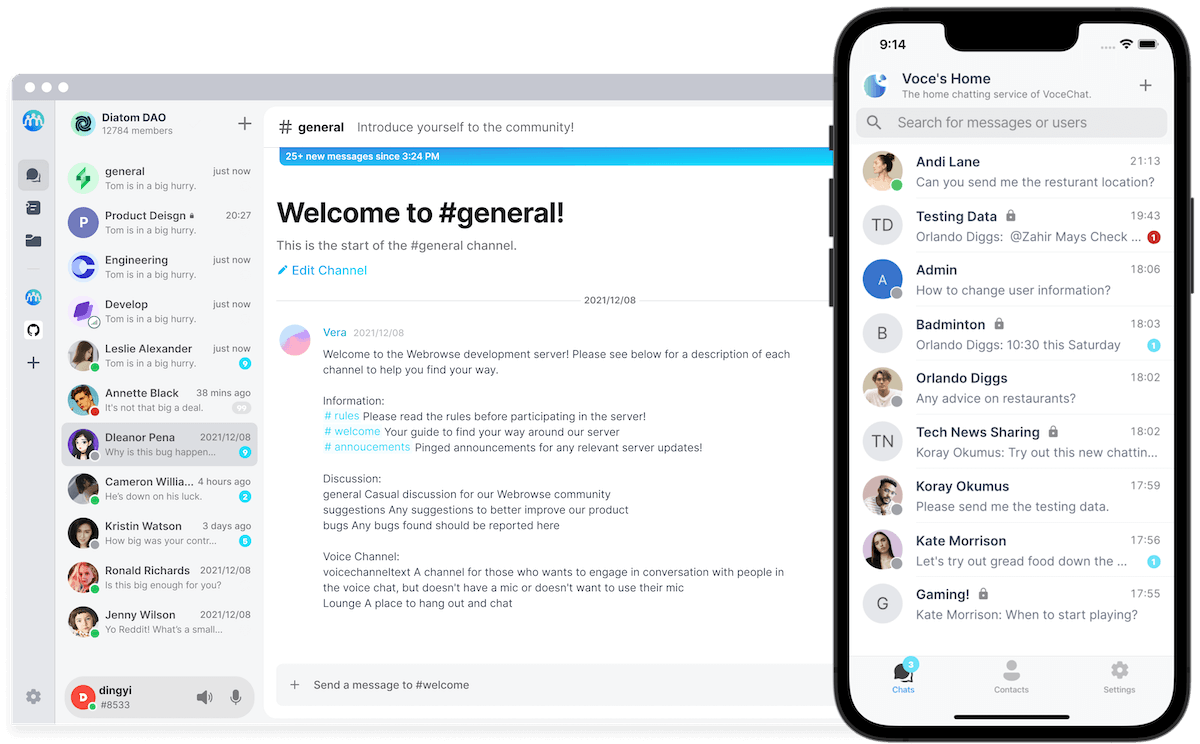 Diatom DAO
12784 members
general just now
Tom is in a big hurry.
Product Deisgn 20:27
P
Tom is in a big hurry.
Engineering just now
Tom is in a big hurry.
Develop just now
Tom is in a big hurry.
Leslie Alexander just now
Tom is in a big hurry. 9
Annette Black 38 mins ago
It's not that big a deal. 99
Dleanor Pena 2021/12/08
Why is this bug happen... 9
Cameron Willia... 4 hours ago
He's down on his luck. 2
Kristin Watson 3 days ago
How big was your contr... 5
Ronald Richards 2021/12/08
Is this big enough for you?
Jenny Wilson 2021/12/08
Yo Reddit! What's a small...
D
dingyi
#8533
# general Introduce yourself to the community!
25+ new messages since 3:24 PM
Welcome to #general!
This is the start of the #general channel.
Edit Channel
2021/12/08
Vera 2021/12/08
Welcome to the Webrowse development server! Please see below for a description of each
channel to help you find your way.
Information:
# rules Please read the rules before participating in the server!
# welcome Your guide to find your way around our server
# annoucements Pinged announcements for any relevant server updates!
Discussion:
general Casual discussion for our Webrowse community
suggestions Any suggestions to better improve our product
bugs Any bugs found should be reported here
Voice Channel:
voicechanneltext A channel for those who wants to engage in conversation with people in
the voice chat, but doesn't have a mic or doesn't want to use their mic
Lounge A place to hang out and chat
+ Send a message to #welcome
9:14
Voce's Home
The home chatting service of VoceChat.
Search for messages or users
Andi Lane 21:13
Can you send me the resturant location?
TD
Testing Data 19:43
Orlando Diggs: @Zahir Mays Check ... 1
A
Admin 18:06
How to change user information?
B
Badminton 18:03
Orlando Diggs: 10:30 this Saturday 1
Orlando Diggs 18:02
Any advice on restaurants?
TN
Tech News Sharing 18:02
Koray Okumus: Try out this new chattin...
Koray Okumus 17:59
Please send me the testing data.
Kate Morrison 17:56
Let's try out gread food down the ... 1
G
Gaming! 17:55
Kate Morrison: When to start playing?
3
Chats Contacts Settings